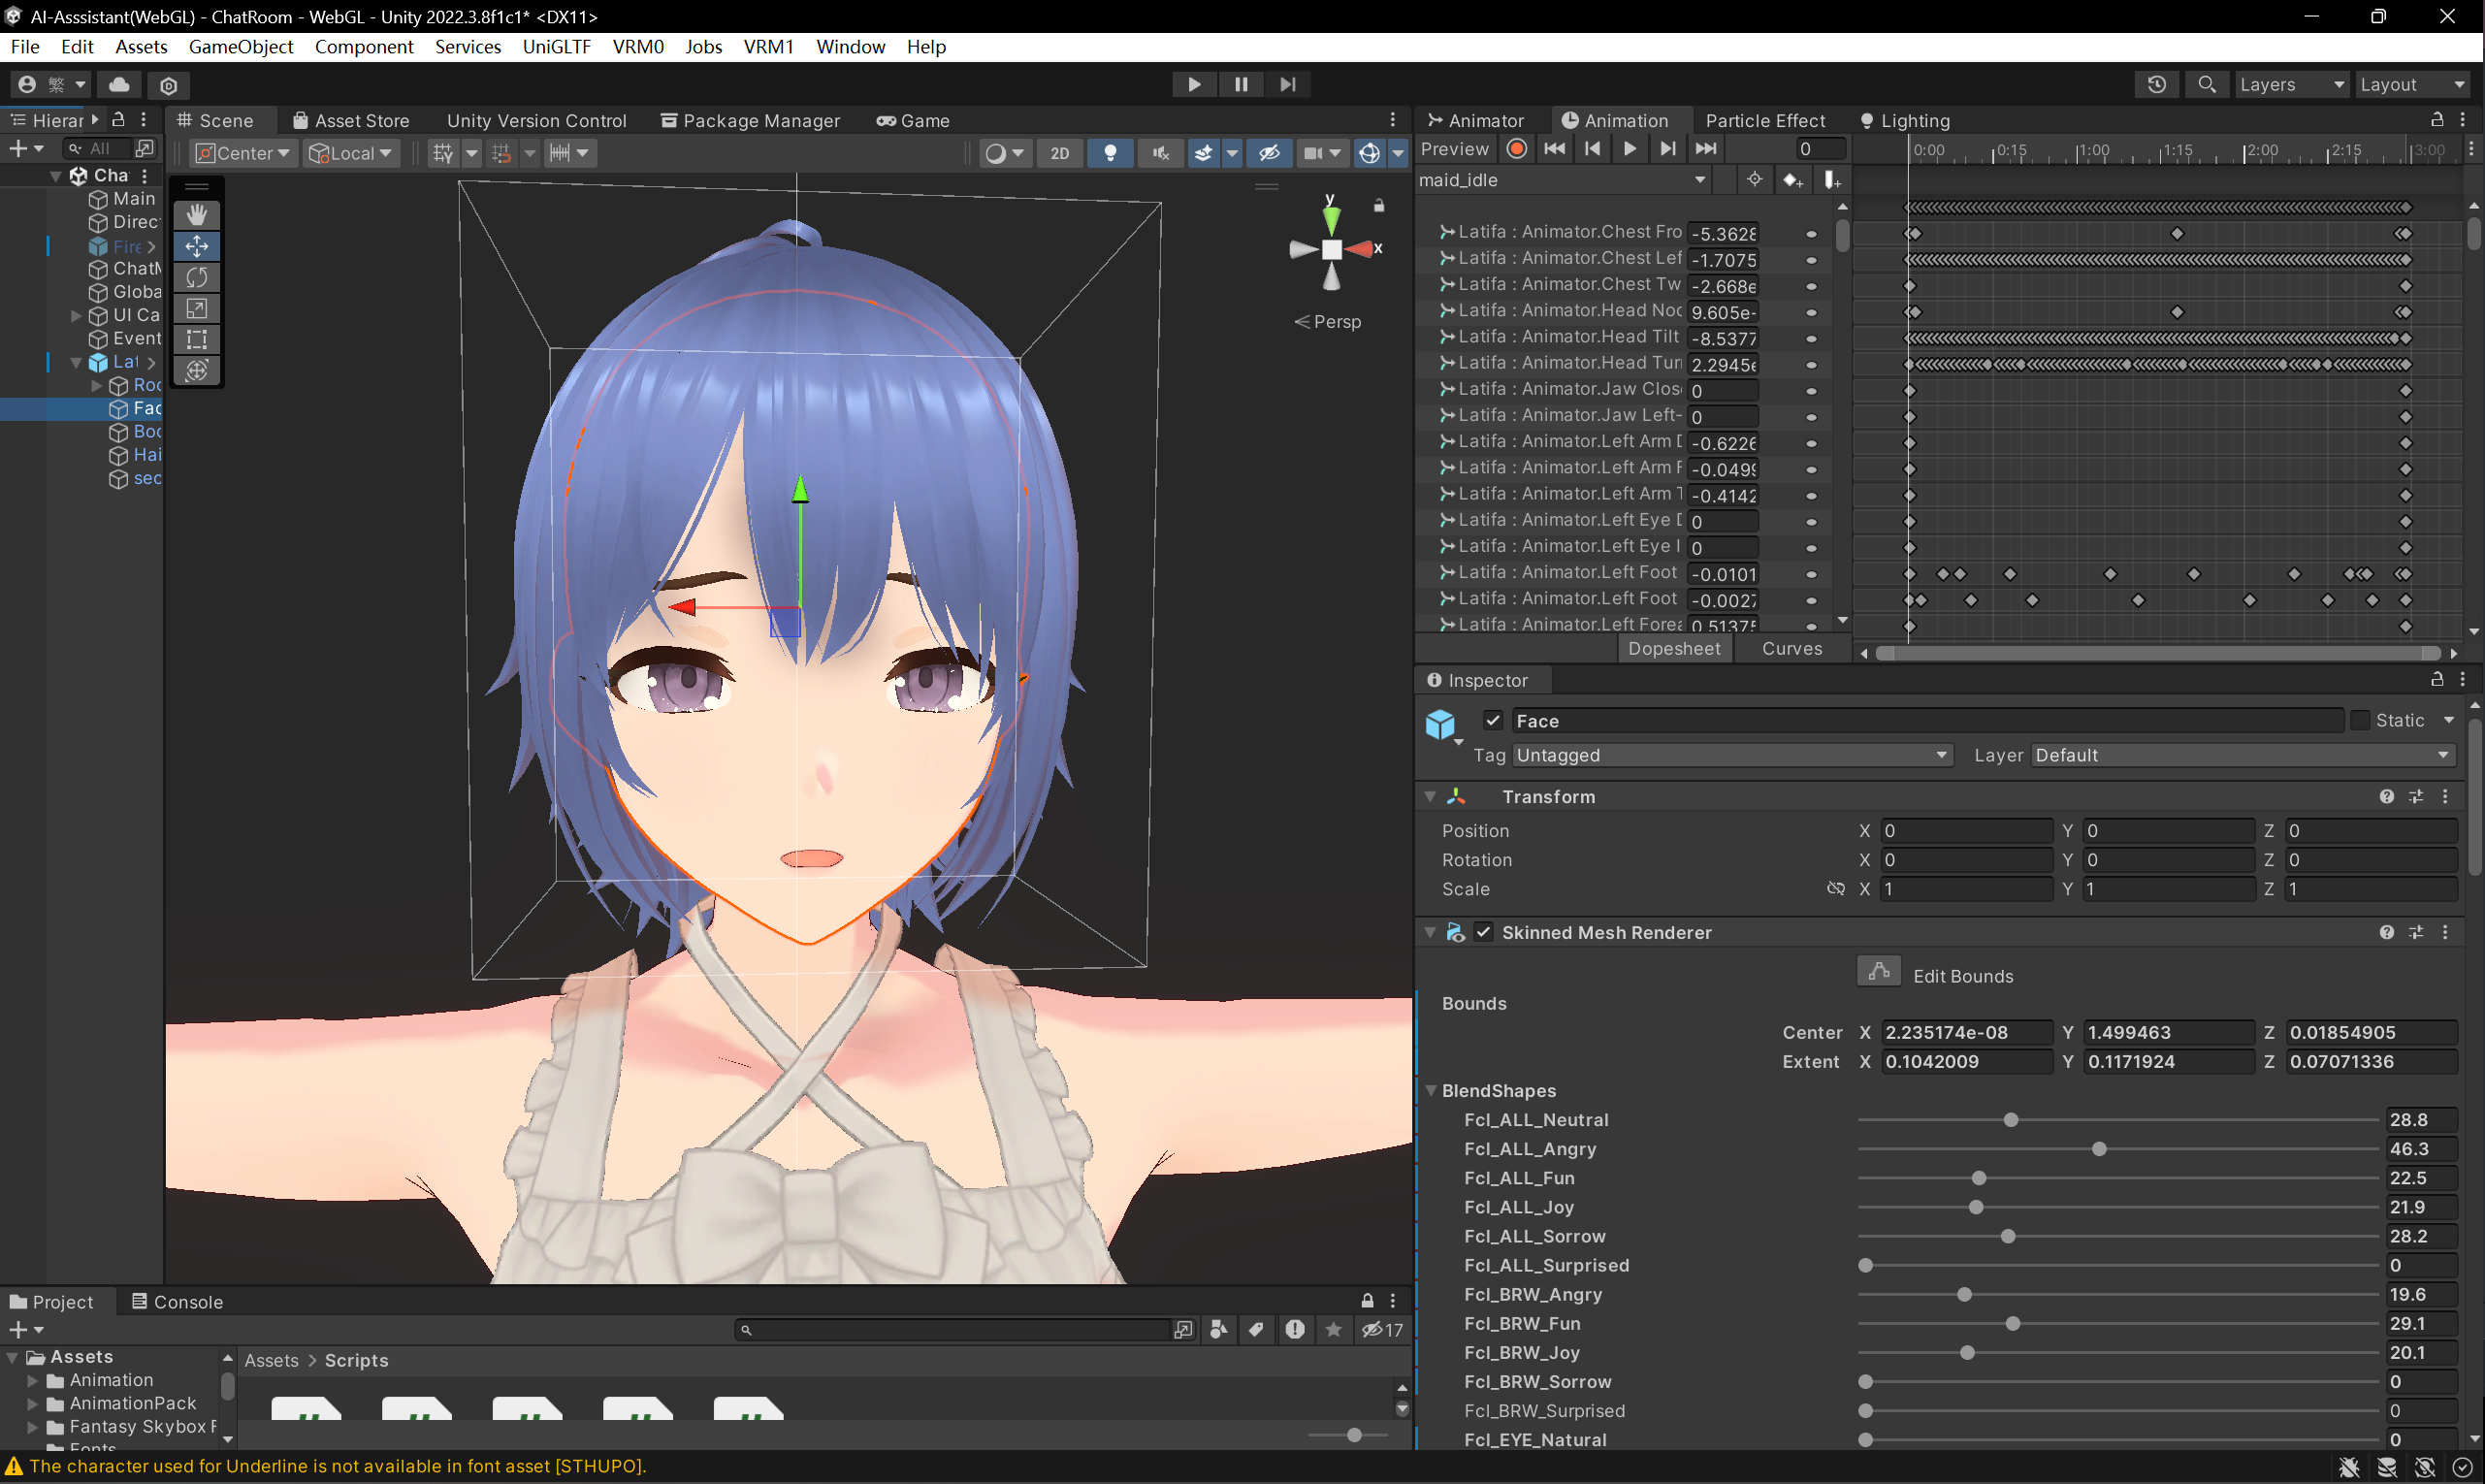 AI-Asssistant(WebGL) - ChatRoom - WebGL - Unity 2022.3.8f1c1* <DX11>
File Edit Assets GameObject Component Services UniGLTF VRM0 Jobs VRM1 Window Help
繁
Layers Layout
Hierar
Scene Asset Store Unity Version Control Package Manager Game
All
Center Local 2D
Cha
Main
Direc
Fire
ChatM
Globa
UI Ca
Event
Lat
Roo
Fac
Boo
Hai
sec
y
x
Persp
Animator Animation Particle Effect Lighting
Preview 0
0:00 0:15 1:00 1:15 2:00 2:15 3:00
maid_idle
Latifa : Animator.Chest Fro -5.3628
Latifa : Animator.Chest Lef -1.7075
Latifa : Animator.Chest Tw -2.668e
Latifa : Animator.Head Noc 9.605e-
Latifa : Animator.Head Tilt -8.5377
Latifa : Animator.Head Turn 2.2945e
Latifa : Animator.Jaw Clos 0
Latifa : Animator.Jaw Left- 0
Latifa : Animator.Left Arm D -0.6226
Latifa : Animator.Left Arm F -0.0499
Latifa : Animator.Left Arm T -0.4142
Latifa : Animator.Left Eye D 0
Latifa : Animator.Left Eye I 0
Latifa : Animator.Left Foot -0.0101
Latifa : Animator.Left Foot -0.0027
Latifa : Animator.Left Forea 0.51375
Dopesheet Curves
Inspector
Face Static
Tag Untagged Layer Default
Transform
Position X 0 Y 0 Z 0
Rotation X 0 Y 0 Z 0
Scale X 1 Y 1 Z 1
Skinned Mesh Renderer
Edit Bounds
Bounds
Center X 2.235174e-08 Y 1.499463 Z 0.01854905
Extent X 0.1042009 Y 0.1171924 Z 0.07071336
BlendShapes
Fcl_ALL_Neutral 28.8
Fcl_ALL_Angry 46.3
Fcl_ALL_Fun 22.5
Fcl_ALL_Joy 21.9
Fcl_ALL_Sorrow 28.2
Fcl_ALL_Surprised 0
Fcl_BRW_Angry 19.6
Fcl_BRW_Fun 29.1
Fcl_BRW_Joy 20.1
Fcl_BRW_Sorrow 0
Fcl_BRW_Surprised 0
Fcl_EYE_Natural 0
Project Console
17
Assets
Animation
AnimationPack
Fantasy Skybox F
Fonts
Assets > Scripts
The character used for Underline is not available in font asset [STHUPO].